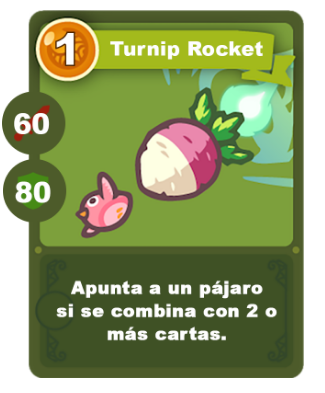 1
Turnip Rocket
60
80
Apunta a un pájaro
si se combina con 2 o
más cartas.